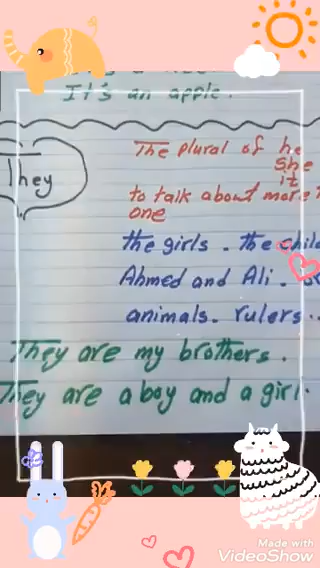 It's an apple.
They
The plural of he
she
it
to talk about more
one
the girls. the
Ahmed and Ali.
animals. rulers..
They are my brothers.
They are a boy and a girl.
Made with
VideoShow